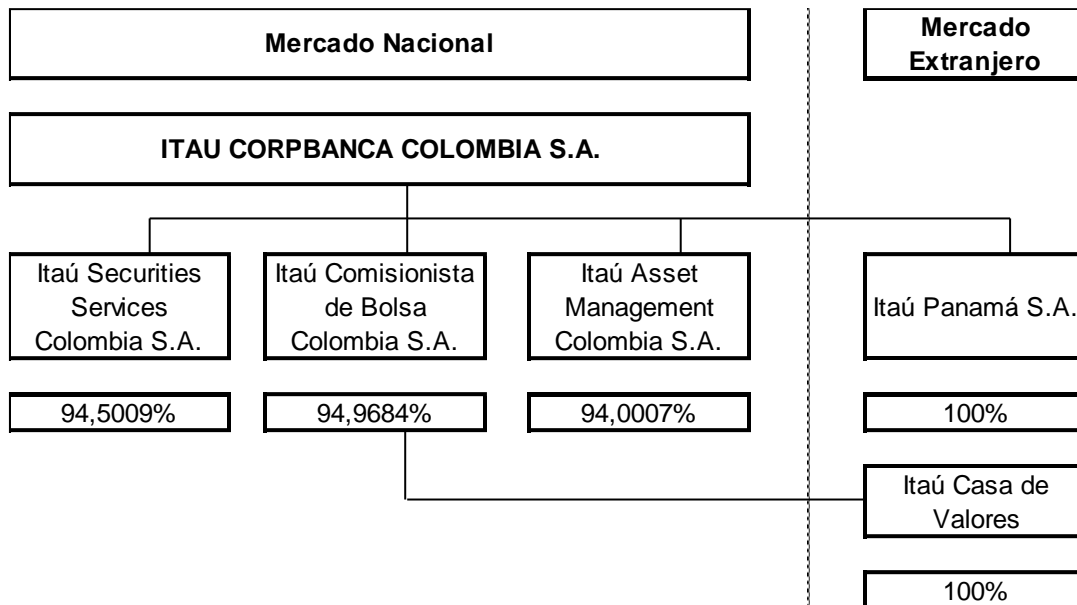 Mercado Nacional
Mercado
Extranjero
ITAU CORPBANCA COLOMBIA S.A.
Itaú Securities
Services
Colombia S.A.
Itaú Comisionista
de Bolsa
Colombia S.A.
Itaú Asset
Management
Colombia S.A.
Itaú Panamá S.A.
94,5009%
94,9684%
94,0007%
100%
Itaú Casa de
Valores
100%